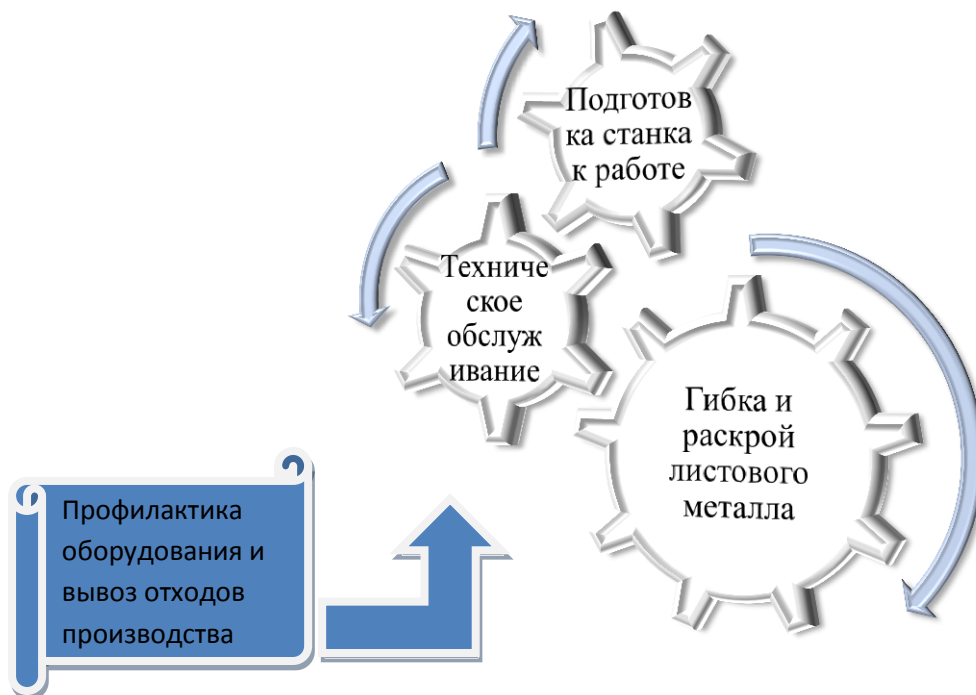 Подготов
ка станка
к работе
Техниче
ское
обслуж
ивание
Гибка и
раскрой
листового
металла
Профилактика
оборудования и
вывоз отходов
производства